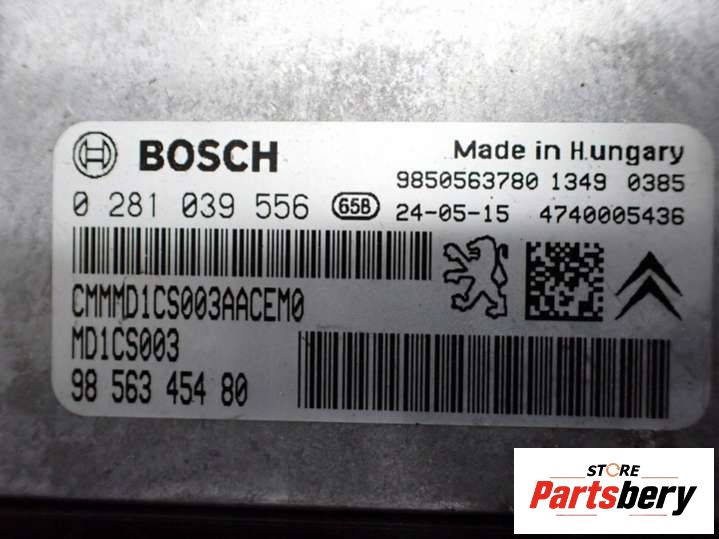 BOSCH
Made in Hungary
9850563780 1349 0385
0 281 039 556 65B 24-05-15 4740005436
CMMMD1CS003AACEM0
MD1CS003
98 563 454 80
STORE
Partsbery